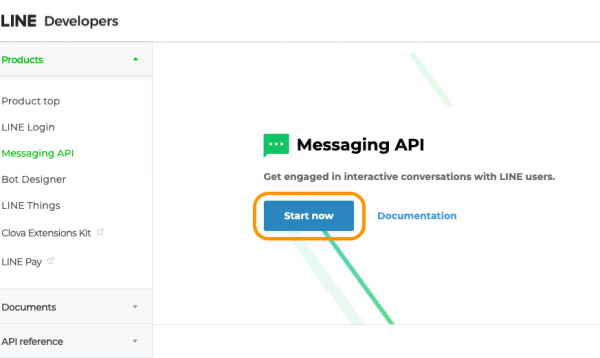 LINE Developers
Products
Product top
LINE Login
Messaging API
Bot Designer
LINE Things
Clova Extensions Kit
LINE Pay
Documents
API reference
Messaging API
Get engaged in interactive conversations with LINE users.
Start now Documentation